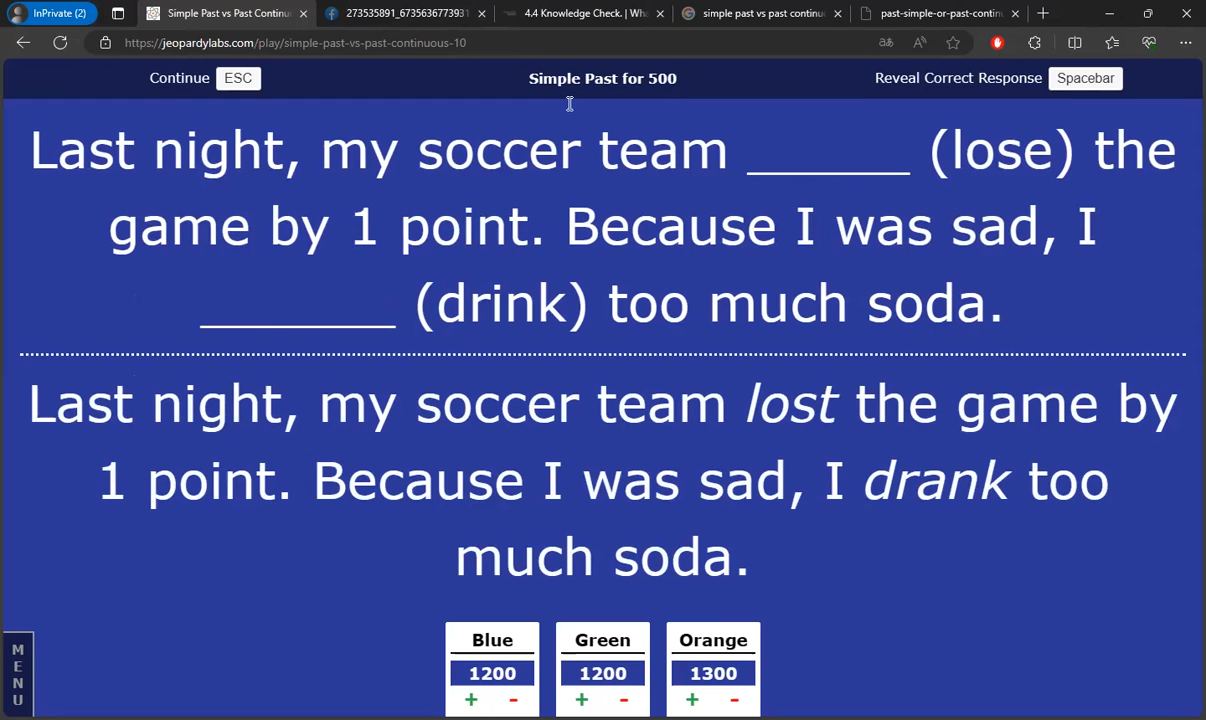 InPrivate (2)
Simple Past vs Past Continu
273535891_6735636773931
4.4 Knowledge Check. | Wha
simple past vs past continu
past-simple-or-past-contin
https://jeopardylabs.com/play/simple-past-vs-past-continuous-10
Continue ESC
Simple Past for 500
Reveal Correct Response Spacebar
Last night, my soccer team ______ (lose) the
game by 1 point. Because I was sad, I
_______ (drink) too much soda.
Last night, my soccer team lost the game by
1 point. Because I was sad, I drank too
much soda.
Blue Green Orange
1200 1200 1300
+ - + - + -
MENU